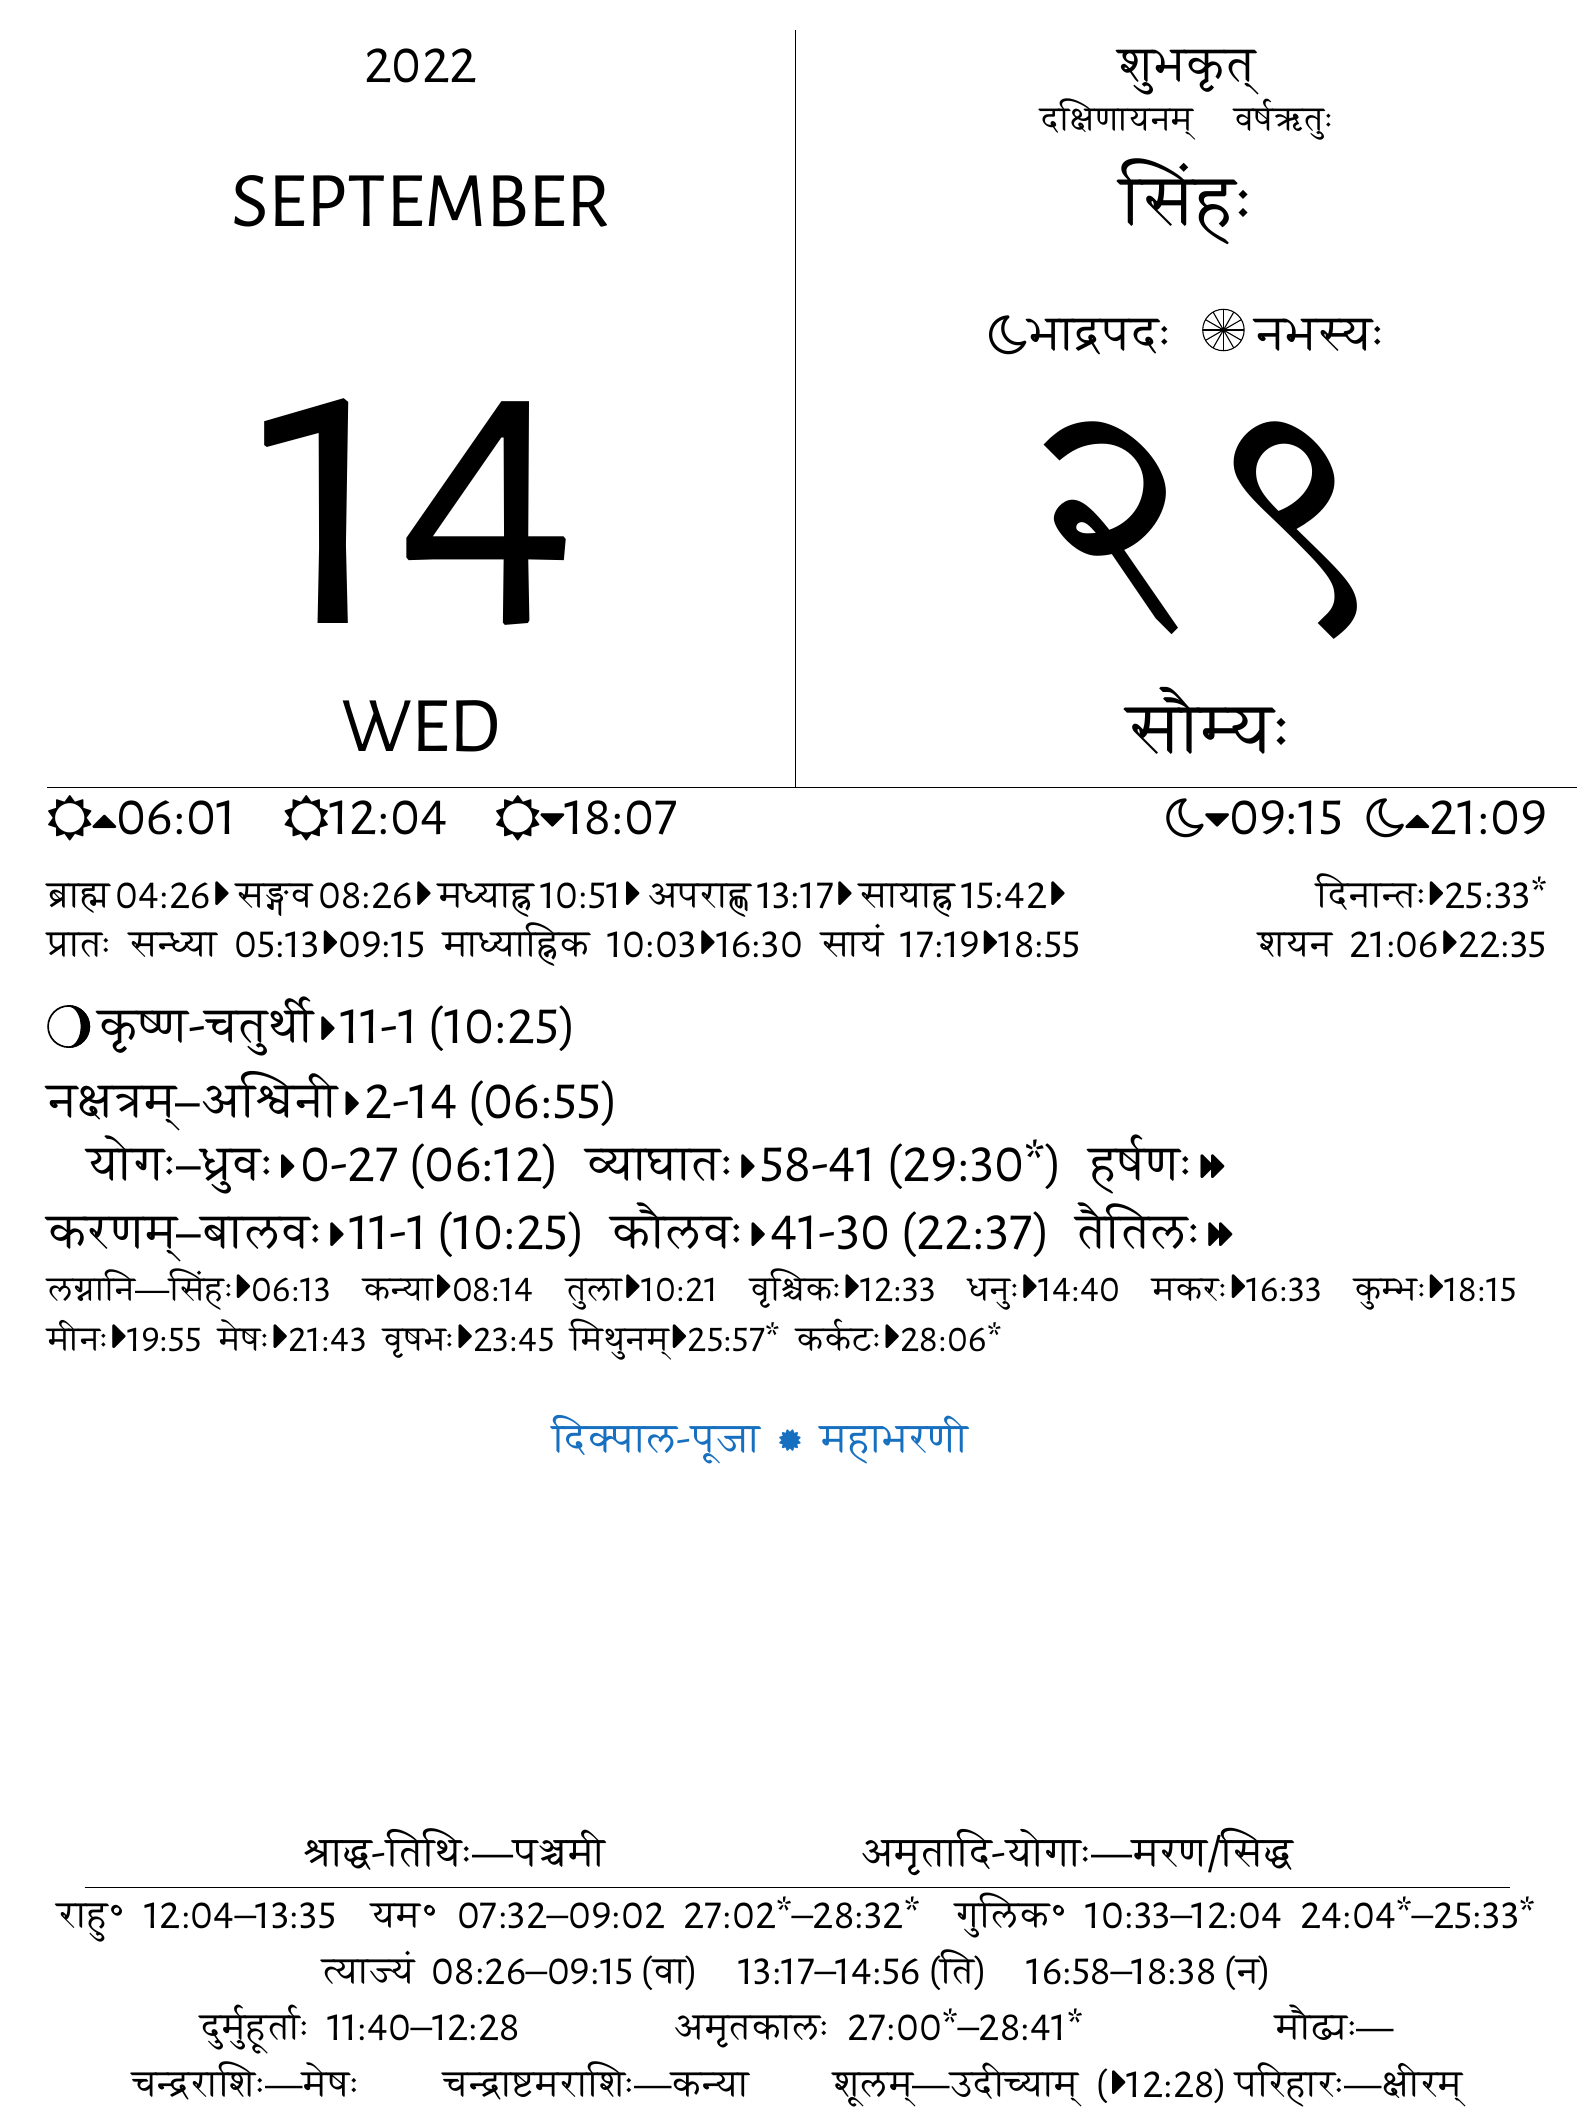 2022
SEPTEMBER
14
WED
शुभकृत्
दक्षिणायनम् वर्षऋतुः
सिंहः
भाद्रपदः नभस्यः
२९
सौम्यः
06:01 12:04 18:07 09:15 21:09
ब्राह्म 04:26 सङ्गव 08:26 मध्याह्न 10:51 अपराह्ण 13:17 सायाह्न 15:42 दिनान्तः 25:33*
प्रातः सन्ध्या 05:13 09:15 माध्याह्निक 10:03 16:30 सायं 17:19 18:55 शयन 21:06 22:35
कृष्ण-चतुर्थी 11-1 (10:25)
नक्षत्रम्–अश्विनी 2-14 (06:55)
योगः–ध्रुवः 0-27 (06:12) व्याघातः 58-41 (29:30*) हर्षणः
करणम्–बालवः 11-1 (10:25) कौलवः 41-30 (22:37) तैतिलः
लग्नानि—सिंहः 06:13 कन्या 08:14 तुला 10:21 वृश्चिकः 12:33 धनुः 14:40 मकरः 16:33 कुम्भः 18:15
मीनः 19:55 मेषः 21:43 वृषभः 23:45 मिथुनम् 25:57* कर्कटः 28:06*
दिक्पाल-पूजा ✹ महाभरणी
श्राद्ध-तिथिः—पञ्चमी अमृतादि-योगाः—मरण/सिद्ध
राहु॰ 12:04–13:35 यम॰ 07:32–09:02 27:02*–28:32* गुलिक॰ 10:33–12:04 24:04*–25:33*
त्याज्यं 08:26–09:15 (वा) 13:17–14:56 (ति) 16:58–18:38 (न)
दुर्मुहूर्ताः 11:40–12:28 अमृतकालः 27:00*–28:41* मौढ्यः—
चन्द्रराशिः—मेषः चन्द्राष्टमराशिः—कन्या शूलम्—उदीच्याम् (12:28) परिहारः—क्षीरम्